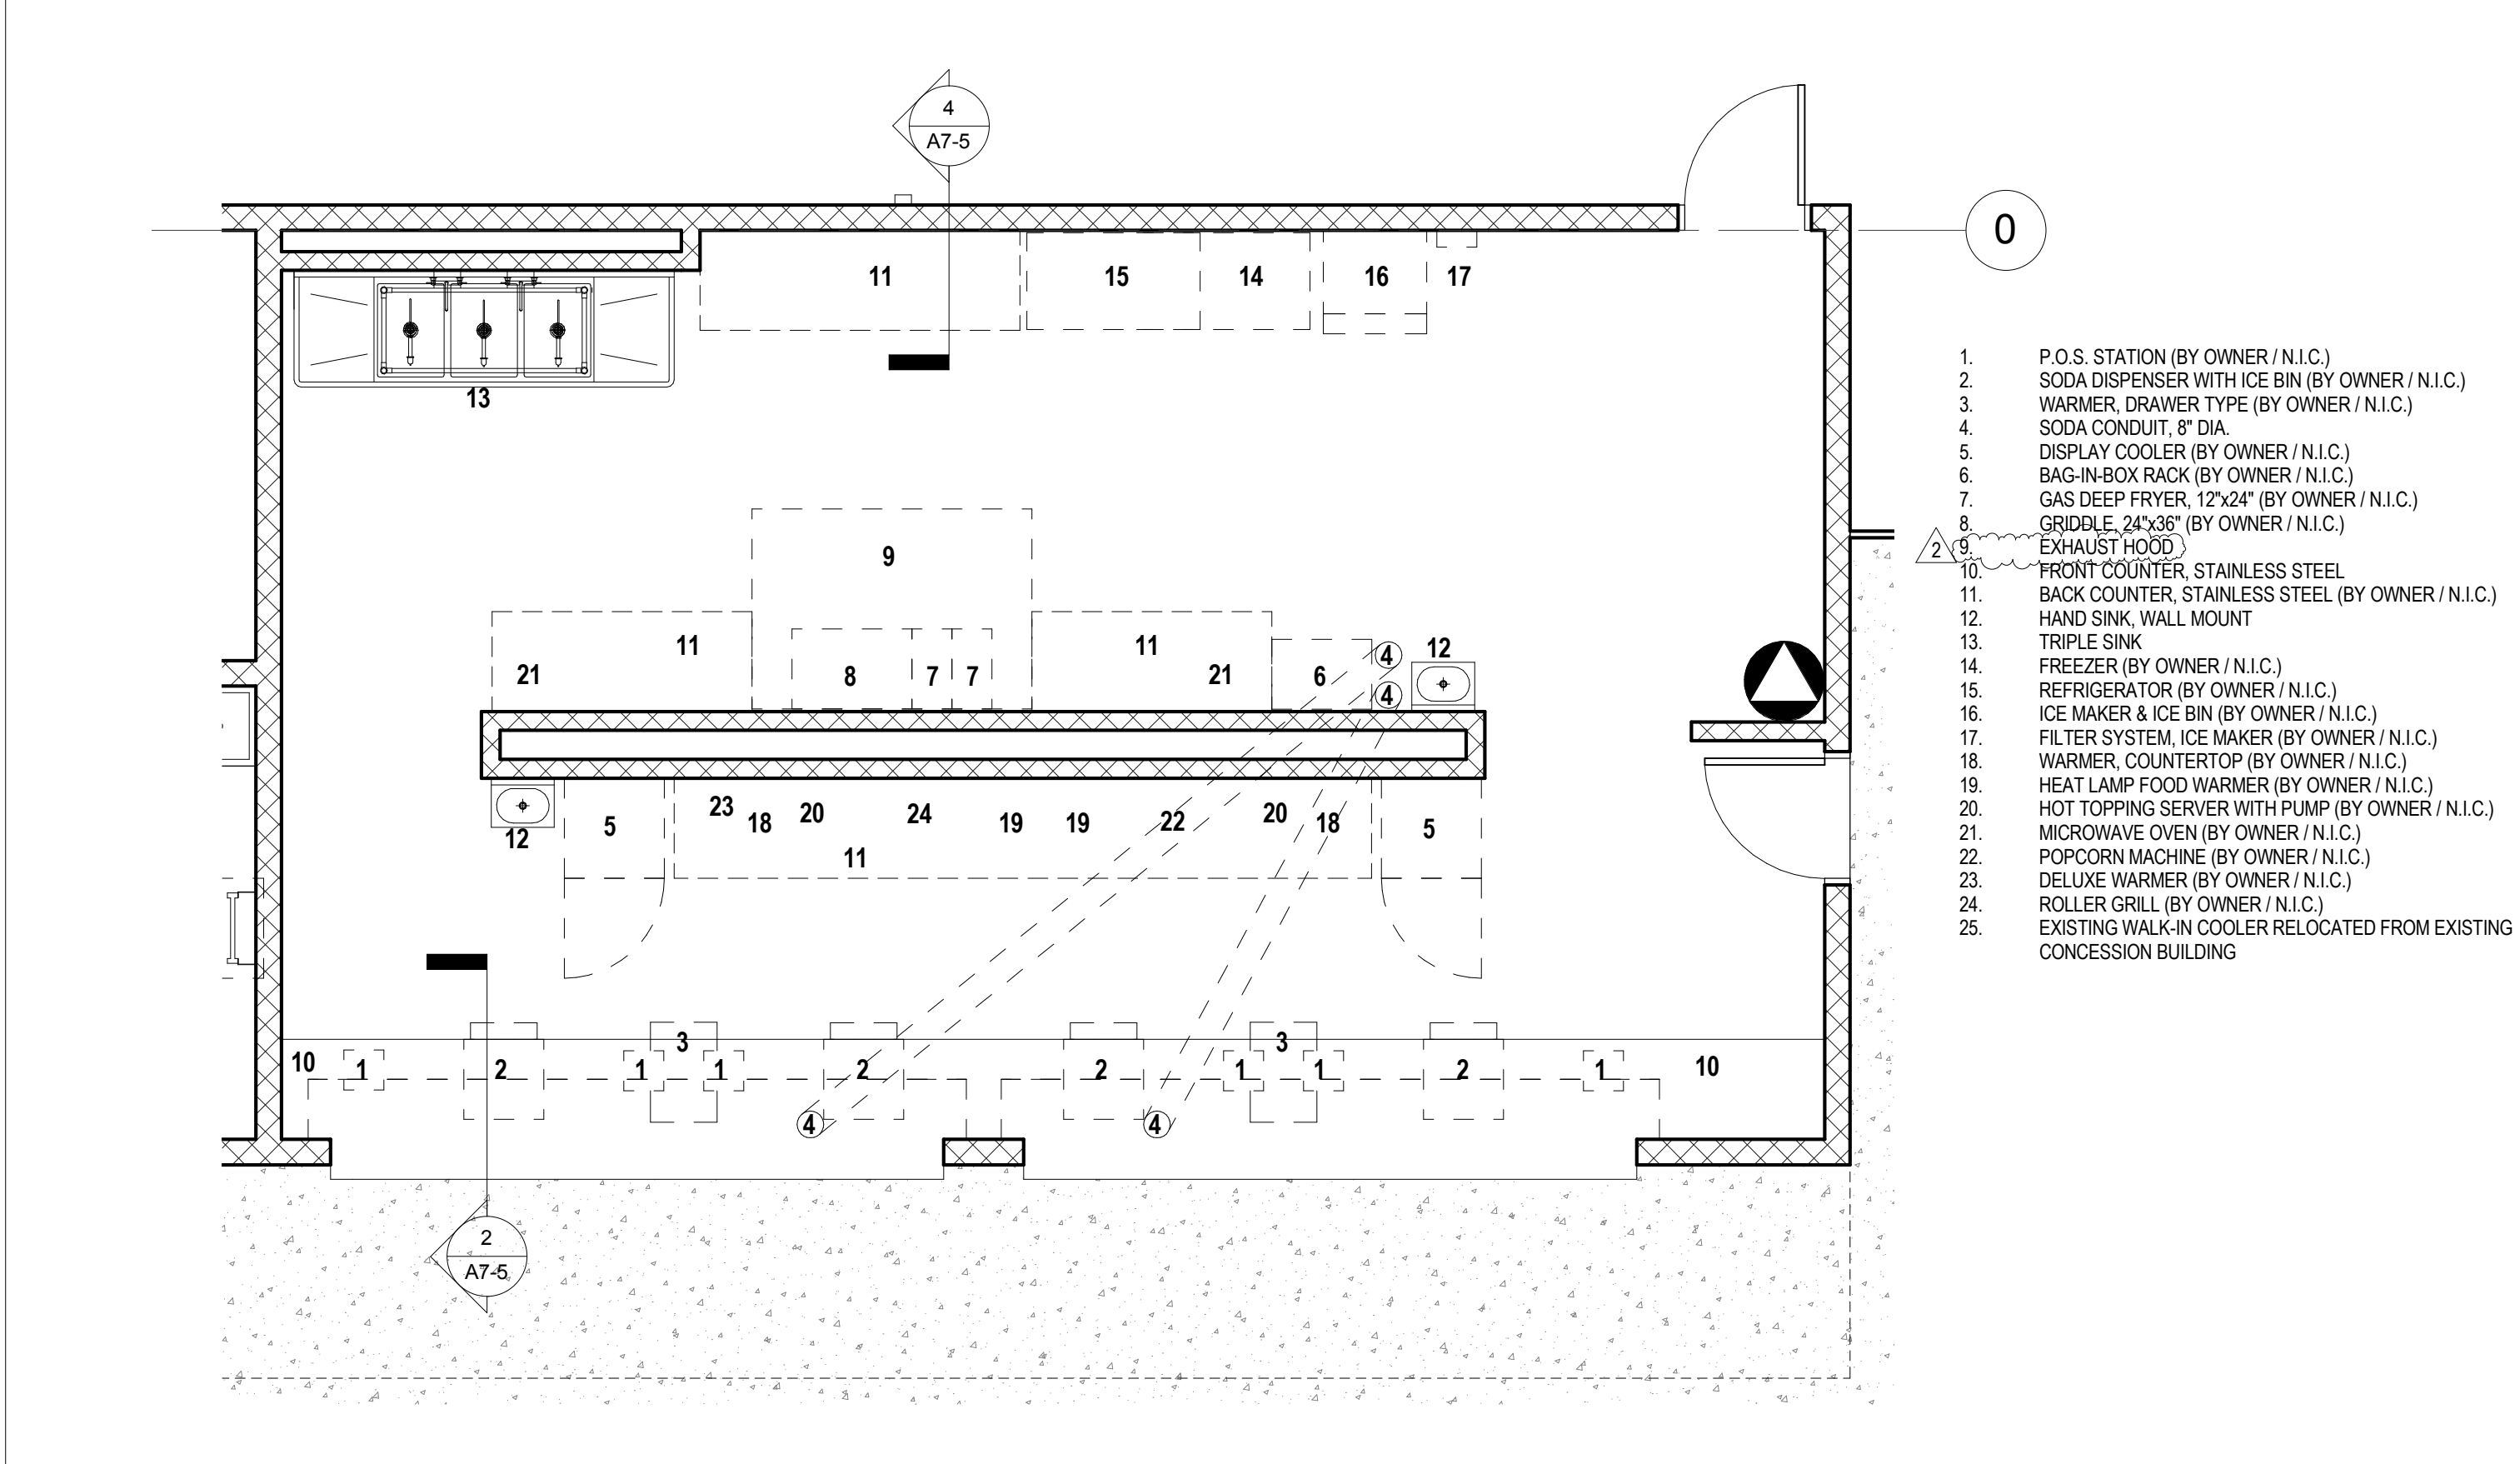 4
A7-5
0
11
15
14
16
17
13
9
11
11
12
4
21
8
7
7
21
6
4
23
18
20
24
19
19
22
20
18
5
5
12
11
3
3
10
1
2
1
1
2
2
1
1
2
1
10
4
4
2
A7-5
1. P.O.S. STATION (BY OWNER / N.I.C.)
2. SODA DISPENSER WITH ICE BIN (BY OWNER / N.I.C.)
3. WARMER, DRAWER TYPE (BY OWNER / N.I.C.)
4. SODA CONDUIT, 8" DIA.
5. DISPLAY COOLER (BY OWNER / N.I.C.)
6. BAG-IN-BOX RACK (BY OWNER / N.I.C.)
7. GAS DEEP FRYER, 12"x24" (BY OWNER / N.I.C.)
8. GRIDDLE, 24"x36" (BY OWNER / N.I.C.)
2 9. EXHAUST HOOD
10. FRONT COUNTER, STAINLESS STEEL
11. BACK COUNTER, STAINLESS STEEL (BY OWNER / N.I.C.)
12. HAND SINK, WALL MOUNT
13. TRIPLE SINK
14. FREEZER (BY OWNER / N.I.C.)
15. REFRIGERATOR (BY OWNER / N.I.C.)
16. ICE MAKER & ICE BIN (BY OWNER / N.I.C.)
17. FILTER SYSTEM, ICE MAKER (BY OWNER / N.I.C.)
18. WARMER, COUNTERTOP (BY OWNER / N.I.C.)
19. HEAT LAMP FOOD WARMER (BY OWNER / N.I.C.)
20. HOT TOPPING SERVER WITH PUMP (BY OWNER / N.I.C.)
21. MICROWAVE OVEN (BY OWNER / N.I.C.)
22. POPCORN MACHINE (BY OWNER / N.I.C.)
23. DELUXE WARMER (BY OWNER / N.I.C.)
24. ROLLER GRILL (BY OWNER / N.I.C.)
25. EXISTING WALK-IN COOLER RELOCATED FROM EXISTING
CONCESSION BUILDING